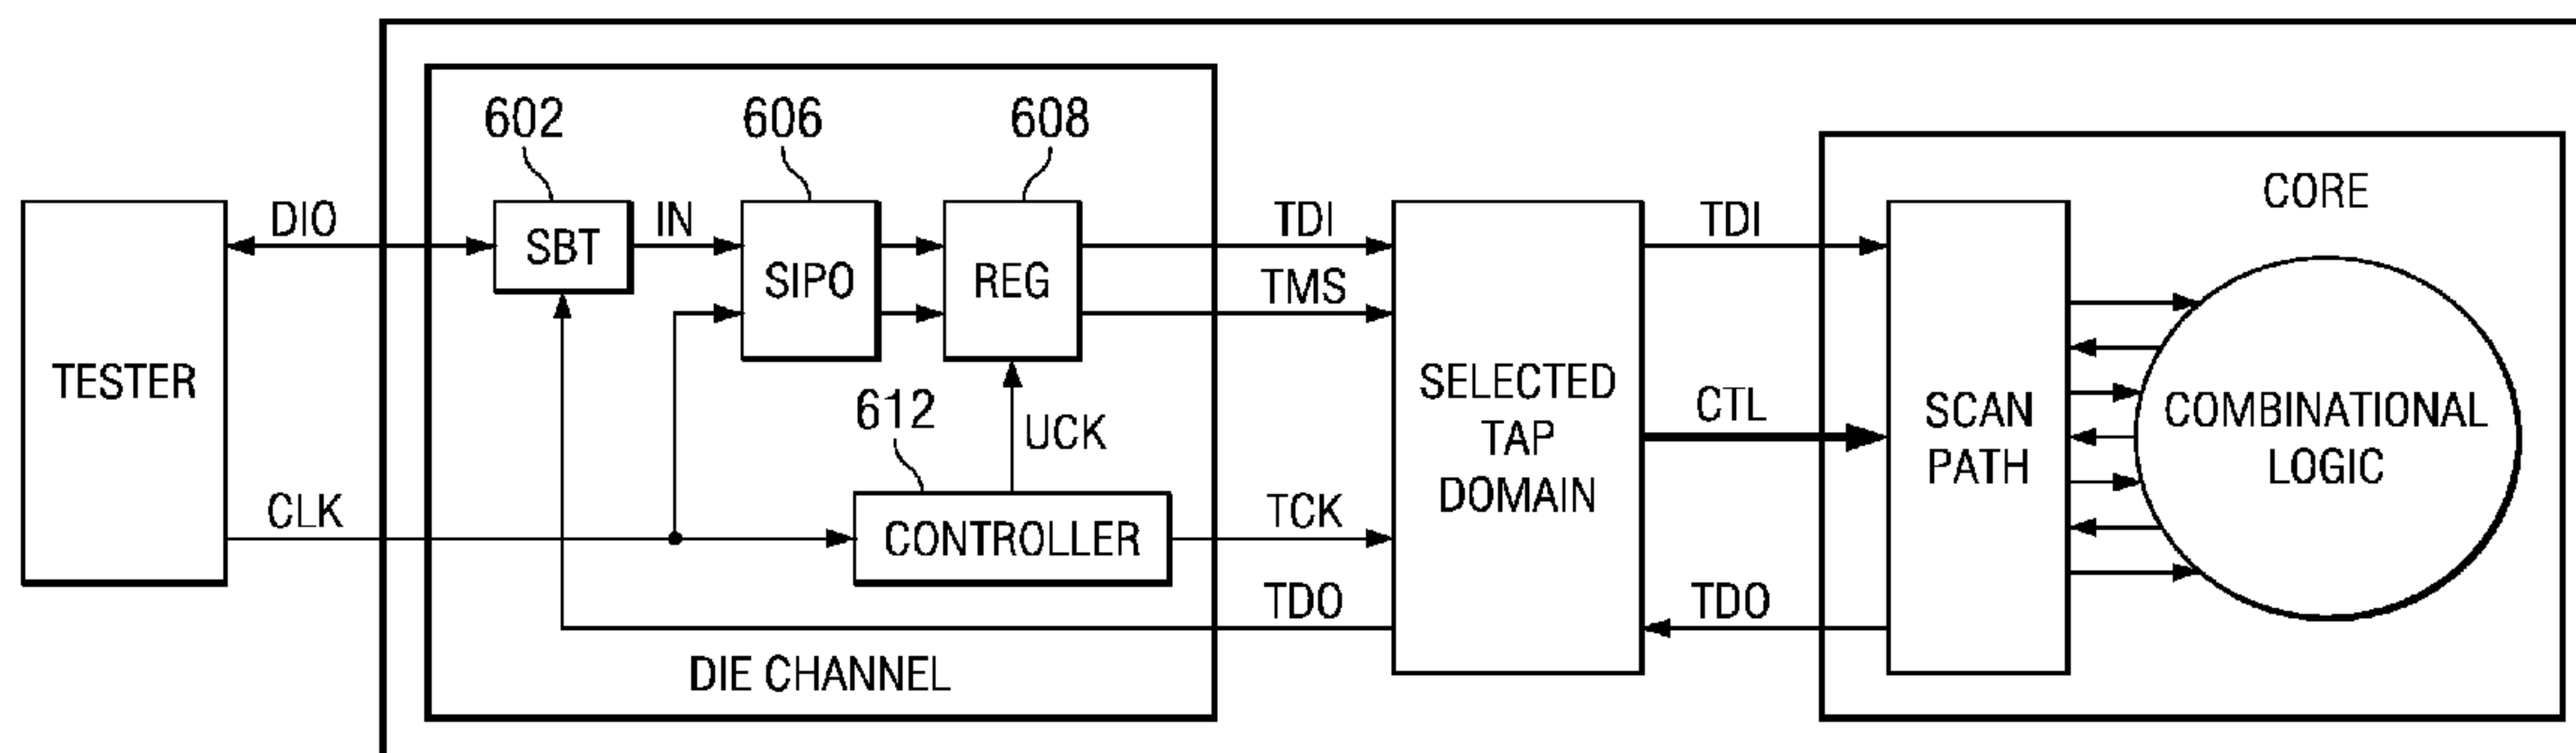 602
606
608
TESTER
DIO
SBT
IN
SIPO
REG
TDI
TMS
612
UCK
CLK
CONTROLLER
TCK
TDO
DIE CHANNEL
SELECTED
TAP
DOMAIN
TDI
CTL
TDO
CORE
SCAN
PATH
COMBINATIONAL
LOGIC